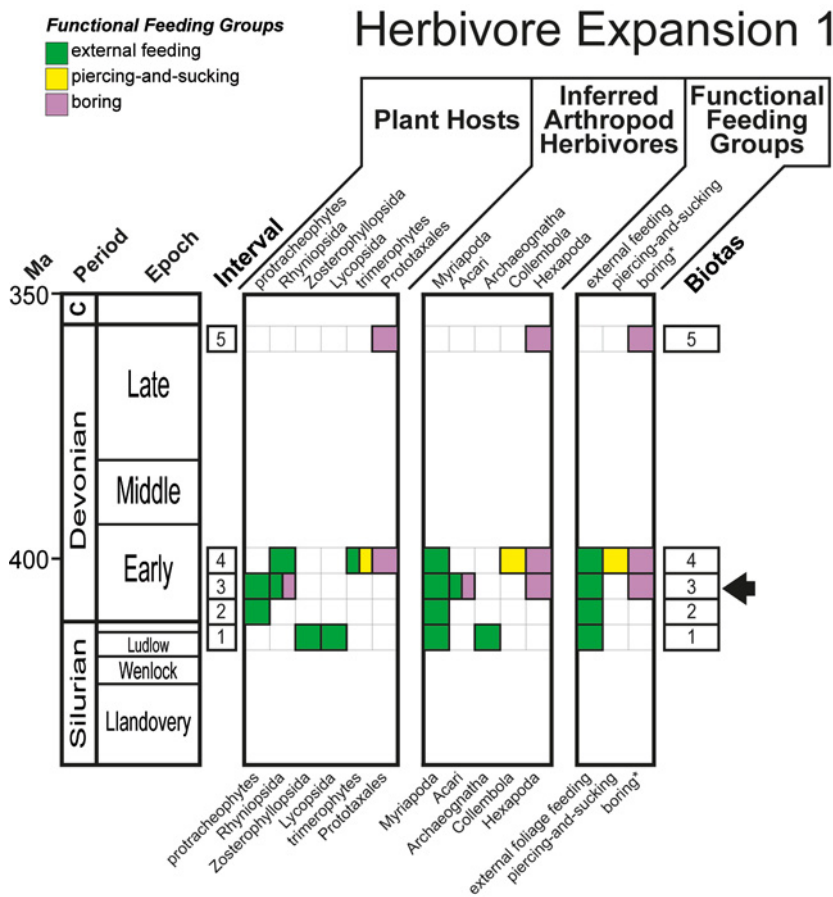 Herbivore Expansion 1
Functional Feeding Groups
external feeding
piercing-and-sucking
boring
Plant Hosts
Inferred
Arthropod
Herbivores
Functional
Feeding
Groups
Ma
Period
Epoch
Interval
protracheophytes
Rhyniopsida
Zosterophyllopsida
Lycopsida
trimerophytes
Prototaxales
Myriapoda
Acari
Archaeognatha
Collembola
Hexapoda
external feeding
piercing-and-sucking
boring*
Biotas
350
C
5
5
Late
Devonian
Middle
400
Early
4
4
3
3
2
2
1
1
Silurian
Ludlow
Wenlock
Llandovery
protracheophytes
Rhyniopsida
Zosterophyllopsida
Lycopsida
trimerophytes
Prototaxales
Myriapoda
Acari
Archaeognatha
Collembola
Hexapoda
external foliage feeding
piercing-and-sucking
boring*